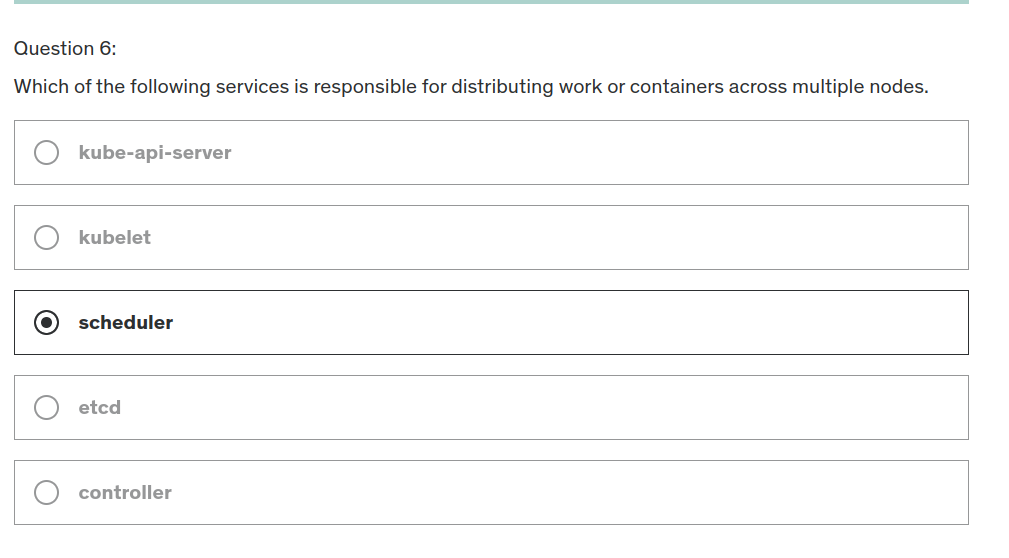 Question 6:
Which of the following services is responsible for distributing work or containers across multiple nodes.
kube-api-server
kubelet
scheduler
etcd
controller